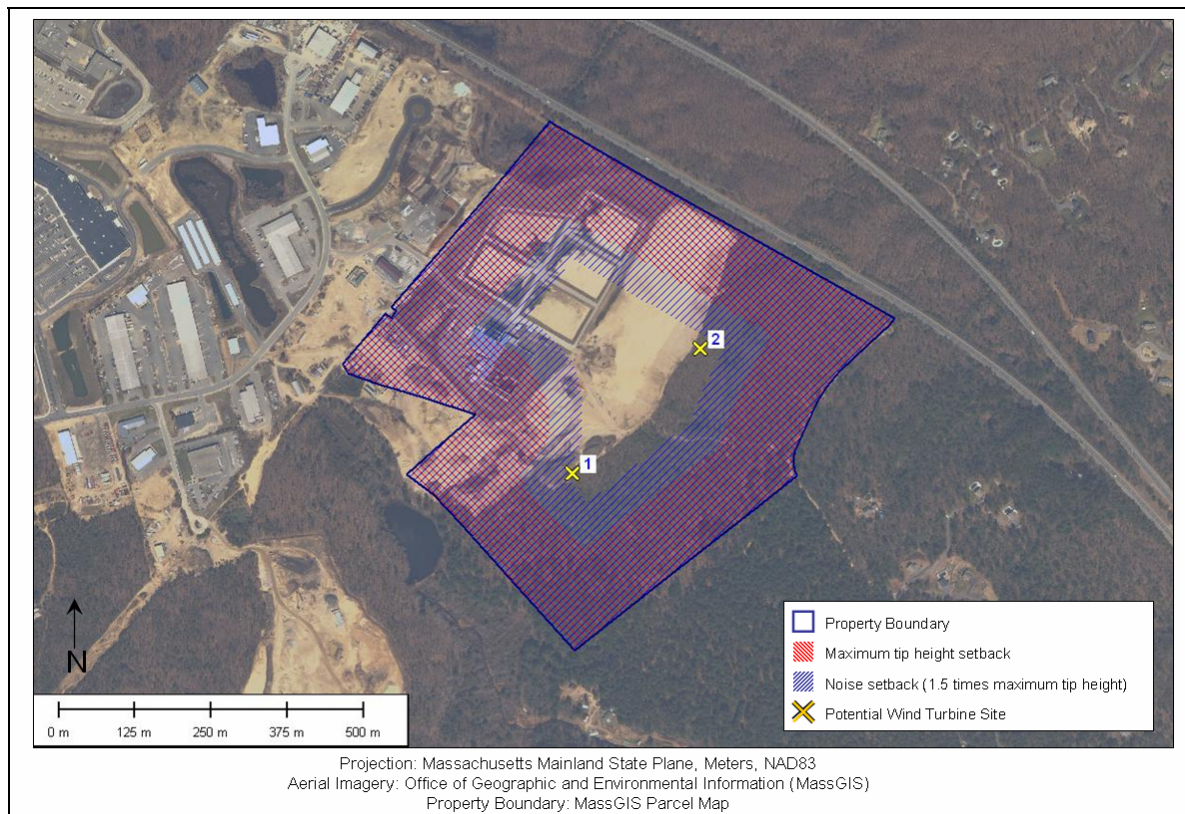 2
1
N
0 m 125 m 250 m 375 m 500 m
Property Boundary
Maximum tip height setback
Noise setback (1.5 times maximum tip height)
Potential Wind Turbine Site
Projection: Massachusetts Mainland State Plane, Meters, NAD83
Aerial Imagery: Office of Geographic and Environmental Information (MassGIS)
Property Boundary: MassGIS Parcel Map